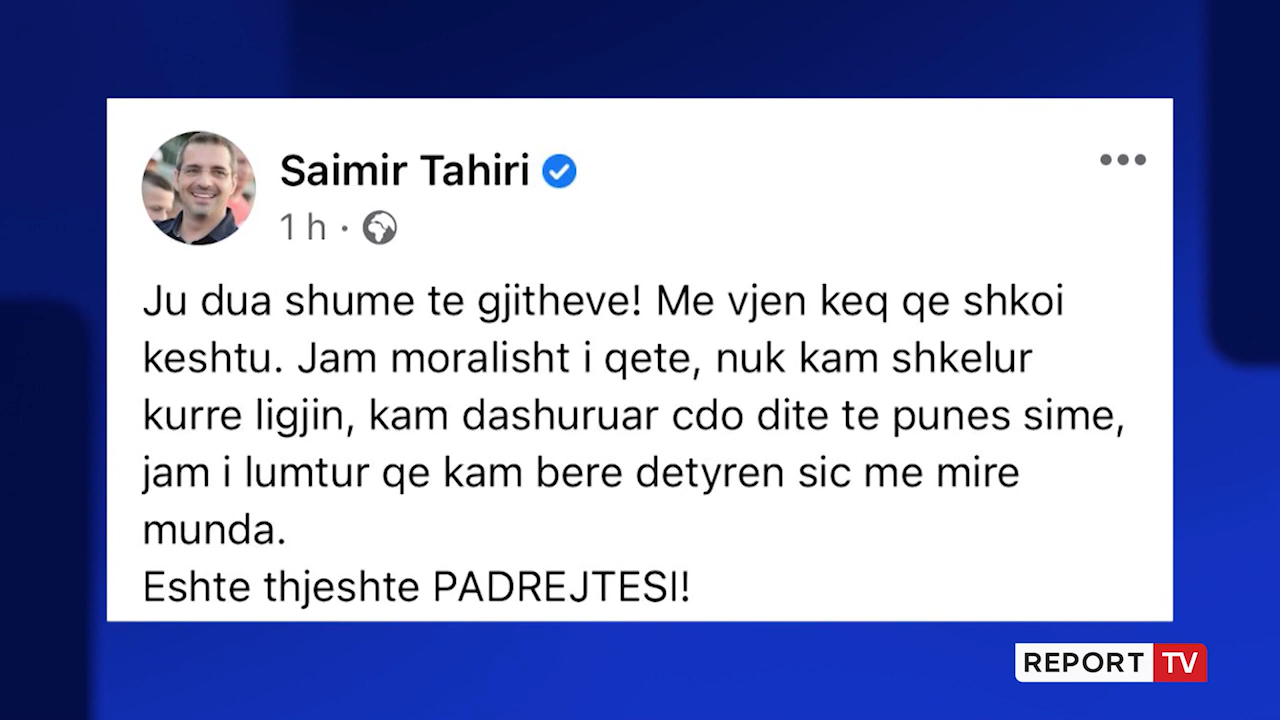 Saimir Tahiri
1 h ·
Ju dua shume te gjitheve! Me vjen keq qe shkoi
keshtu. Jam moralisht i qete, nuk kam shkelur
kurre ligjin, kam dashuruar cdo dite te punes sime,
jam i lumtur qe kam bere detyren sic me mire
munda.
Eshte thjeshte PADREJTESI!
REPORT TV